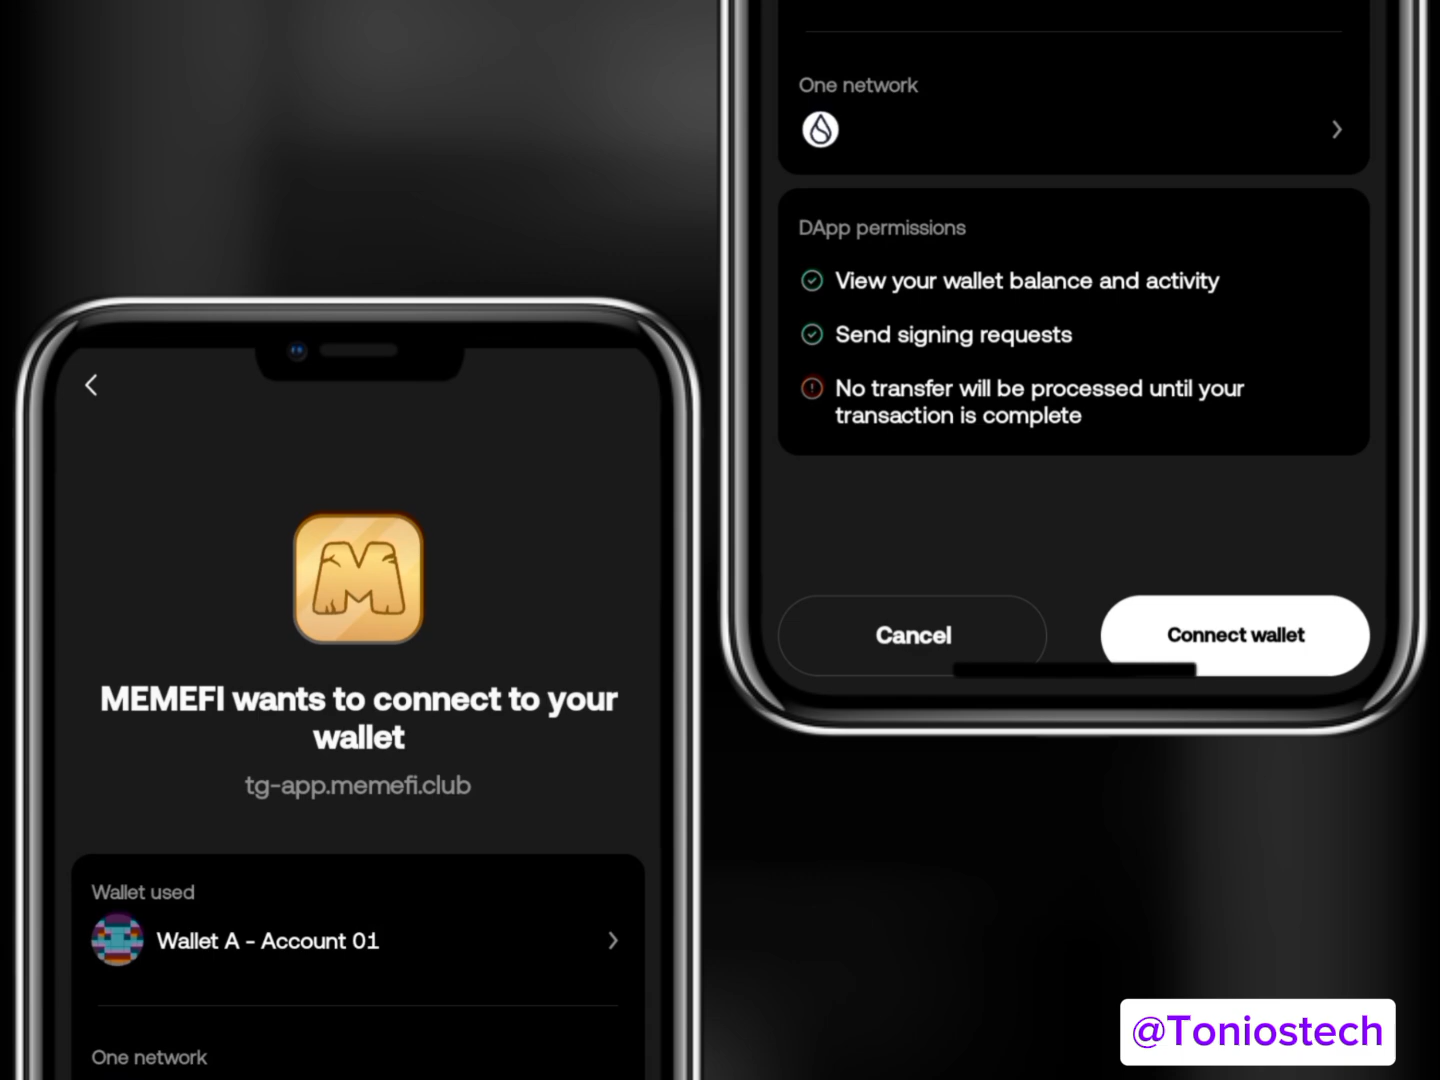 MEMEFI wants to connect to your
wallet
tg-app.memefi.club
Wallet used
Wallet A - Account 01
One network
One network
DApp permissions
View your wallet balance and activity
Send signing requests
No transfer will be processed until your
transaction is complete
Cancel
Connect wallet
@Toniostech